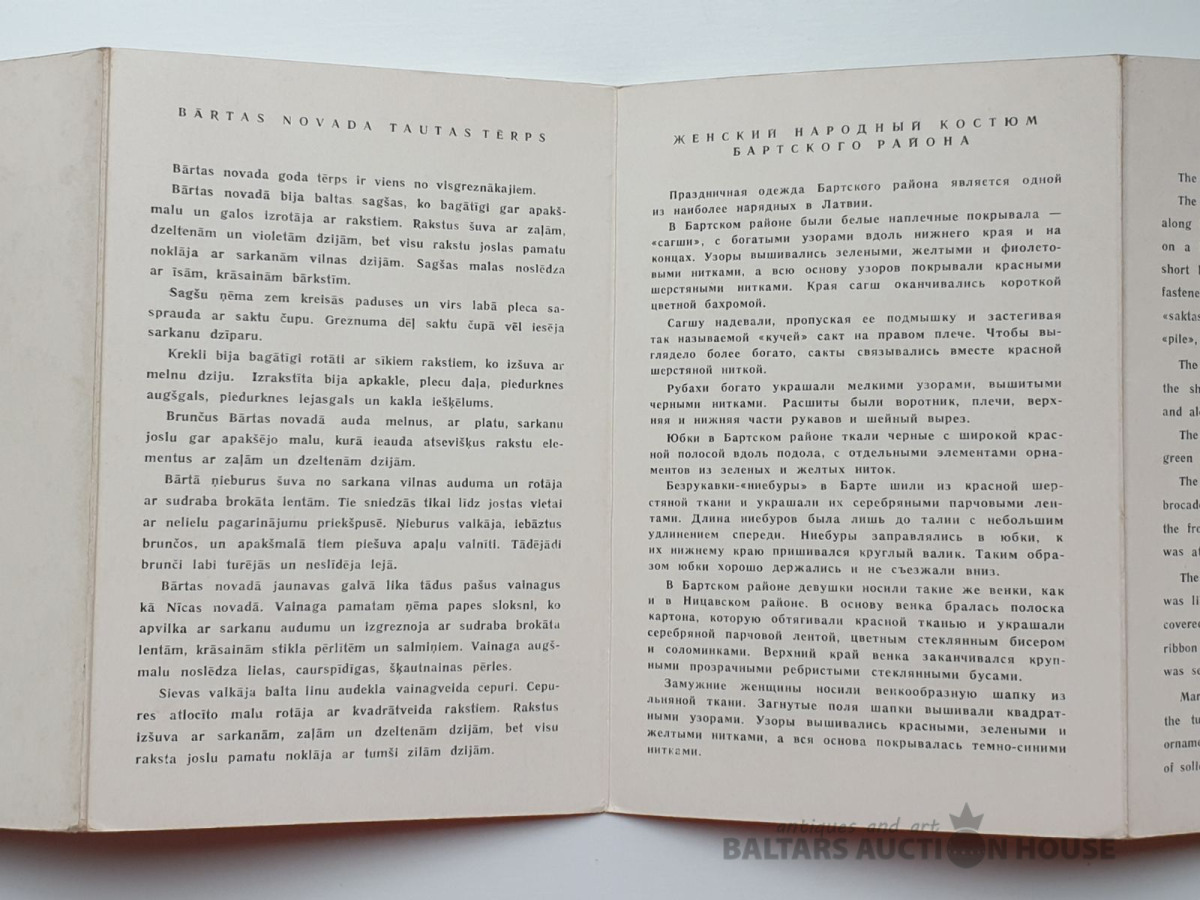 BĀRTAS NOVADA TAUTASTĒRPS
Bārtas novada goda tērps ir viens no visgreznākajiem.
Bārtas novadā bija baltas sagšas, ko bagātīgi gar apakš-
malu un galos izrotāja ar rakstiem. Rakstus šuva ar zaļām,
dzeltenām un violetām dzijām, bet visu rakstu joslas pamatu
noklāja ar sarkanām vilnas dzijām. Sagšas malas noslēdza
ar īsām, krāsainām bārkstīm.
Sagšu ņēma zem kreisās paduses un virs labā pleca sa-
sprauda ar saktu čupu. Greznuma dēļ saktu čupā vēl iesēja
sarkanu dzīparu.
Krekli bija bagātīgi rotāti ar sīkiem rakstiem, ko izšuva ar
melnu dziju. Izrakstīta bija apkakle, plecu daļa, piedurknes
augšgals, piedurknes lejasgals un kakla iešķēlums.
Brunčus Bārtas novadā auda melnus, ar platu, sarkanu
joslu gar apakšējo malu, kurā ieauda atsevišķus rakstu ele-
mentus ar zaļām un dzeltenām dzijām.
Bārtā ņieburus šuva no sarkana vilnas auduma un rotāja
ar sudraba brokāta lentām. Tie sniedzās tikai līdz jostas vietai
ar nelielu pagarinājumu priekšpusē. Ņieburus valkāja, iebāztus
brunčos, un apakšmalā tiem piešuva apaļu valnīti. Tādējādi
brunči labi turējās un neslīdēja lejā.
Bārtas novadā jaunavas galvā lika tādus pašus vainagus
kā Nīcas novadā. Vainaga pamatam ņēma papes sloksni, ko
apvilka ar sarkanu audumu un izgreznoja ar sudraba brokāta
lentām, krāsainām stikla pērlītēm un salmiņiem. Vainaga augš-
malu noslēdza lielas, caurspīdīgas, šķautnainas pērles.
Sievas valkāja balta linu audekla vainagveida cepuri. Cepu-
res atlocīto malu rotāja ar kvadrātveida rakstiem. Rakstus
izšuva ar sarkanām, zaļām un dzeltenām dzijām, bet visu
raksta joslu pamatu noklāja ar tumši zilām dzijām.
ЖЕНСКИЙ НАРОДНЫЙ КОСТЮМ
БАРТСКОГО РАЙОНА
Праздничная одежда Бартского района является одной
из наиболее нарядных в Латвии.
В Бартском районе были белые наплечные покрывала —
«сагши», с богатыми узорами вдоль нижнего края и на
концах. Узоры вышивались зелеными, желтыми и фиолето-
выми нитками, а всю основу узоров покрывали красными
шерстяными нитками. Края сагш оканчивались короткой
цветной бахромой.
Сагшу надевали, пропуская ее подмышку и застегивая
так называемой «кучей» сакт на правом плече. Чтобы вы-
глядело более богато, сакты связывались вместе красной
шерстяной ниткой.
Рубахи богато украшали мелкими узорами, вышитыми
черными нитками. Расшиты были воротник, плечи, верх-
няя и нижняя части рукавов и шейный вырез.
Юбки в Бартском районе ткали черные с широкой крас-
ной полосой вдоль подола, с отдельными элементами орна-
ментов из зеленых и желтых ниток.
Безрукавки-«ниебуры» в Барте шили из красной шер-
стяной ткани и украшали их серебряными парчовыми лен-
тами. Длина ниебуров была лишь до талии с небольшим
удлинением спереди. Ниебуры заправлялись в юбки, к
их нижнему краю пришивался круглый валик. Таким обра-
зом юбки хорошо держались и не съезжали вниз.
В Бартском районе девушки носили такие же венки, как
и в Ницавском районе. В основу венка бралась полоска
картона, которую обтягивали красной тканью и украшали
серебряной парчовой лентой, цветным стеклянным бисером
и соломинками. Верхний край венка заканчивался круп-
ными прозрачными ребристыми стеклянными бусами.
Замужние женщины носили венкообразную шапку из
льняной ткани. Загнутые поля шапки вышивали квадрат-
ными узорами. Узоры вышивались красными, зелеными и
желтыми нитками, а вся основа покрывалась темно-синими
нитками.
The
The
along
on a
short
fastene
«saktas
«pile»,
The
the sh
and alo
The
green
The
brocade
the fro
was at
The
was li
covered
ribbon
was se
Mar
the tu
orname
of solle
antiques and art
BALTARS AUCTION HOUSE